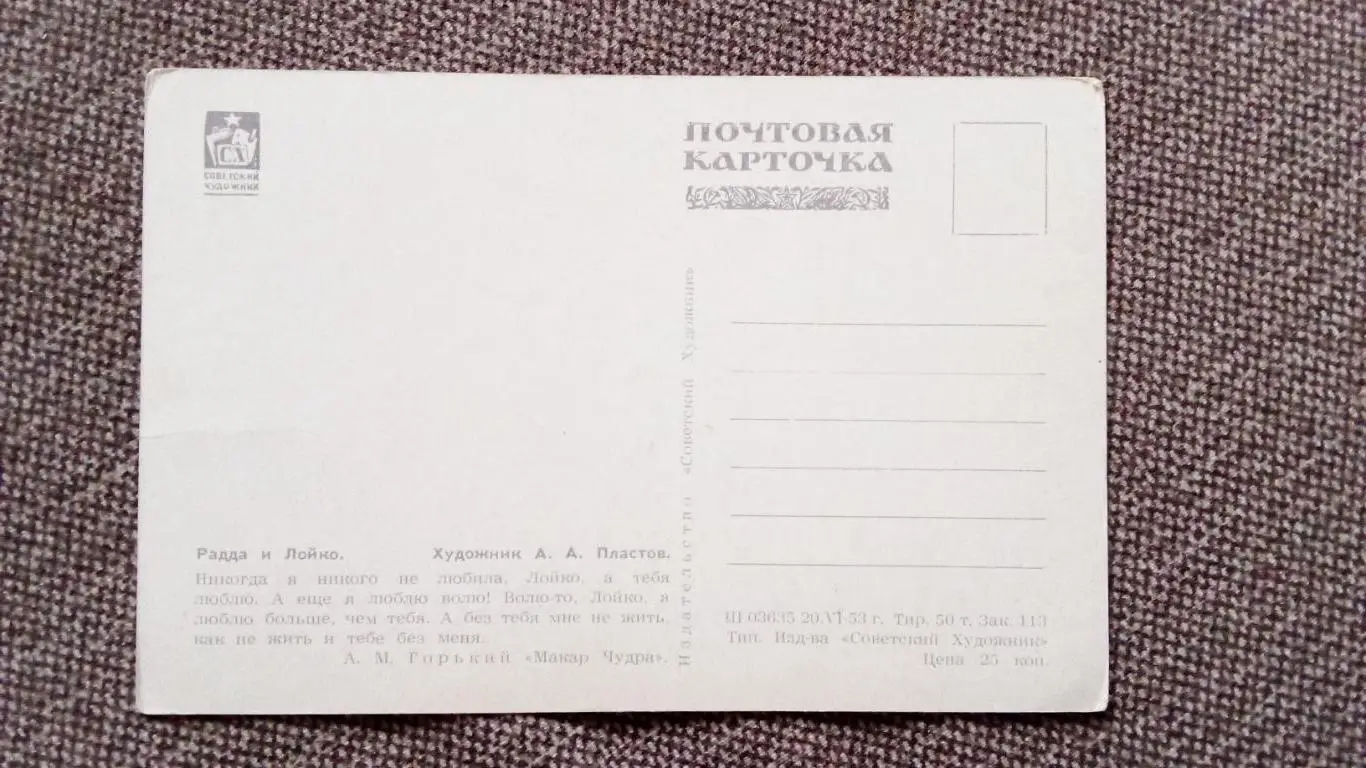 СХ
СОВЕТСКИЙ
ХУДОЖНИК
ПОЧТОВАЯ
КАРТОЧКА
Радда и Лойко. Художник А. А. Пластов.
Никогда я никого не любила, Лойко, а тебя
люблю. А еще я люблю волю! Волю-то, Лойко, я
люблю больше, чем тебя. А без тебя мне не жить,
как не жить и тебе без меня.
А. М. Горький «Макар Чудра».
Издательство «Советский Художник»
Ш 03635 20.VI-53 г. Тир. 50 т. Зак. 113
Тип. Изд-ва «Советский Художник»
Цена 25 коп.